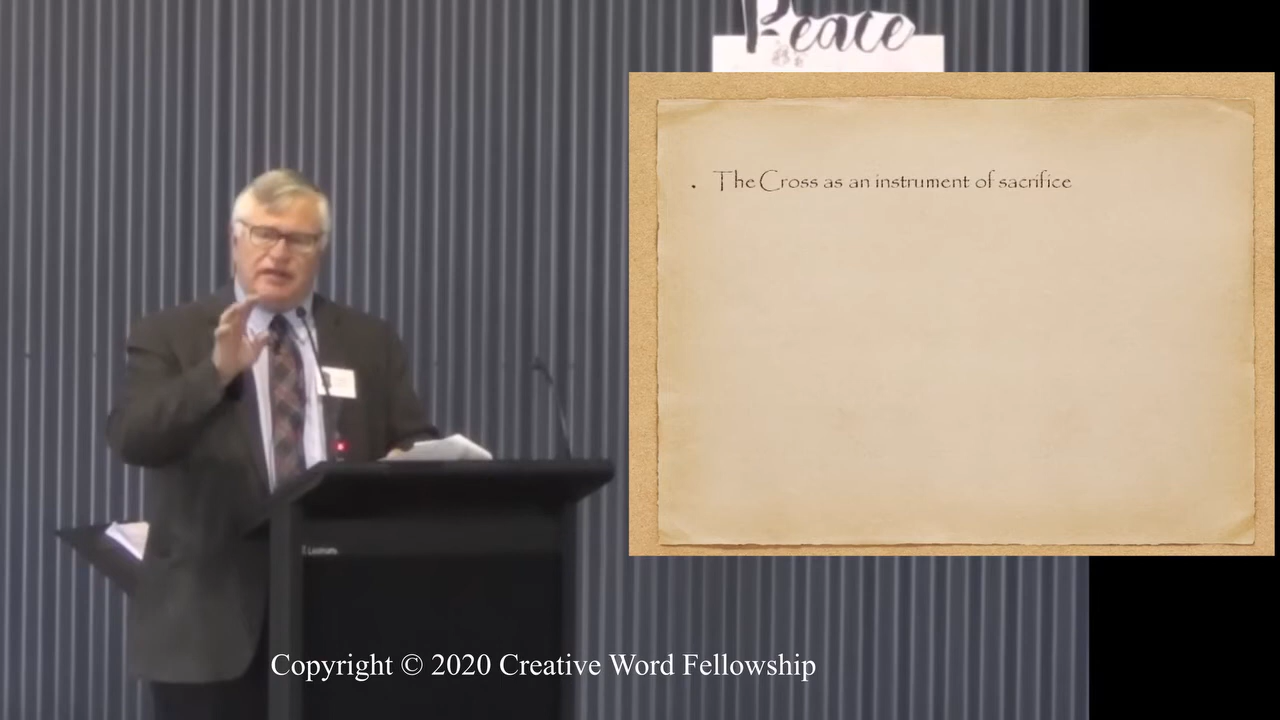 Peace
• The Cross as an instrument of sacrifice
Copyright © 2020 Creative Word Fellowship